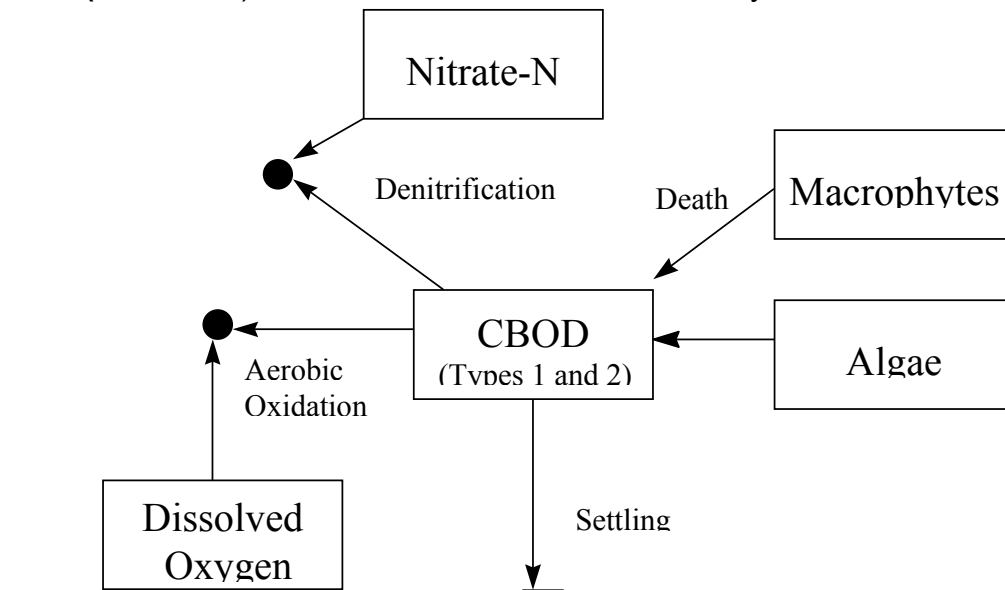 Nitrate-N
Denitrification
Death
Macrophytes
CBOD
(Types 1 and 2)
Algae
Aerobic
Oxidation
Dissolved
Oxygen
Settling